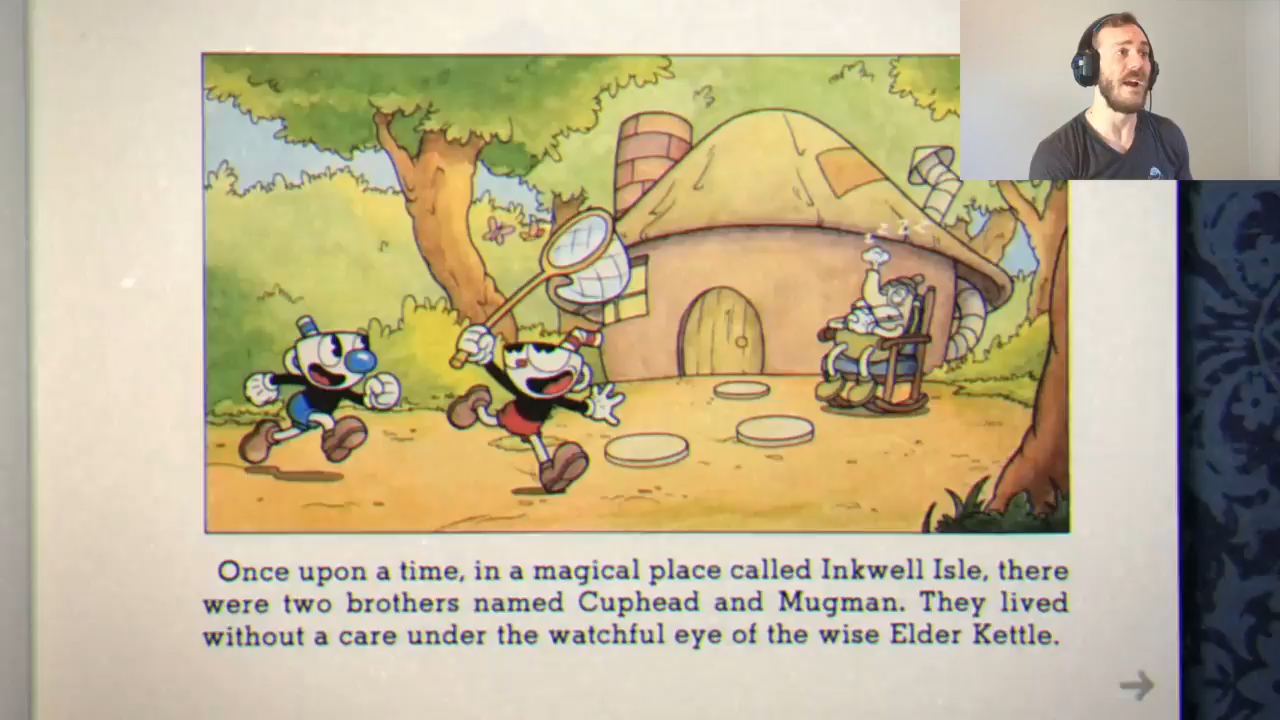 z z z z
Once upon a time, in a magical place called Inkwell Isle, there
were two brothers named Cuphead and Mugman. They lived
without a care under the watchful eye of the wise Elder Kettle.